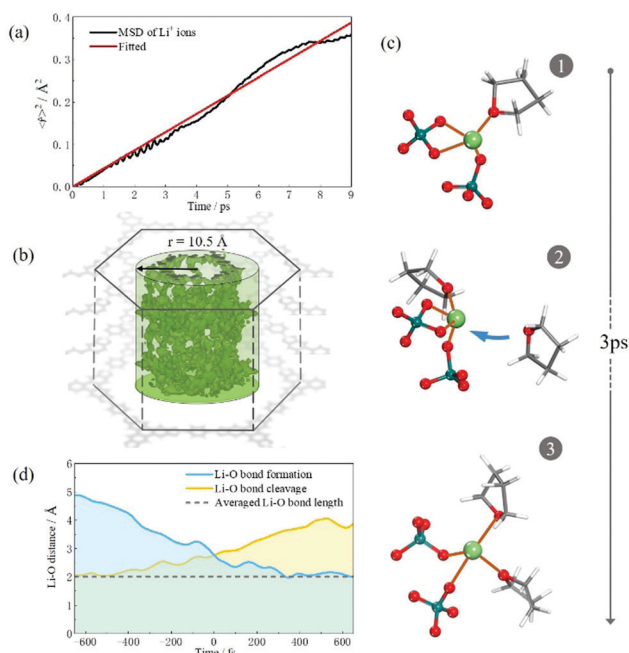 (a)
MSD of Li⁺ ions
Fitted
<r̂>² / Å²
0.4
0.3
0.2
0.1
0.0
0 1 2 3 4 5 6 7 8 9
Time / ps
(b)
r = 10.5 Å
(c)
1
2
3
3ps
(d)
Li-O bond formation
Li-O bond cleavage
Averaged Li-O bond length
Li-O distance / Å
6
5
4
3
2
1
0
-600 -400 -200 0 200 400 600
Time / fs